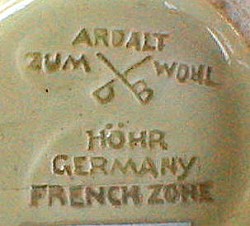 ARDALT
ZUM WOHL
HÖHR
GERMANY
FRENCH ZONE